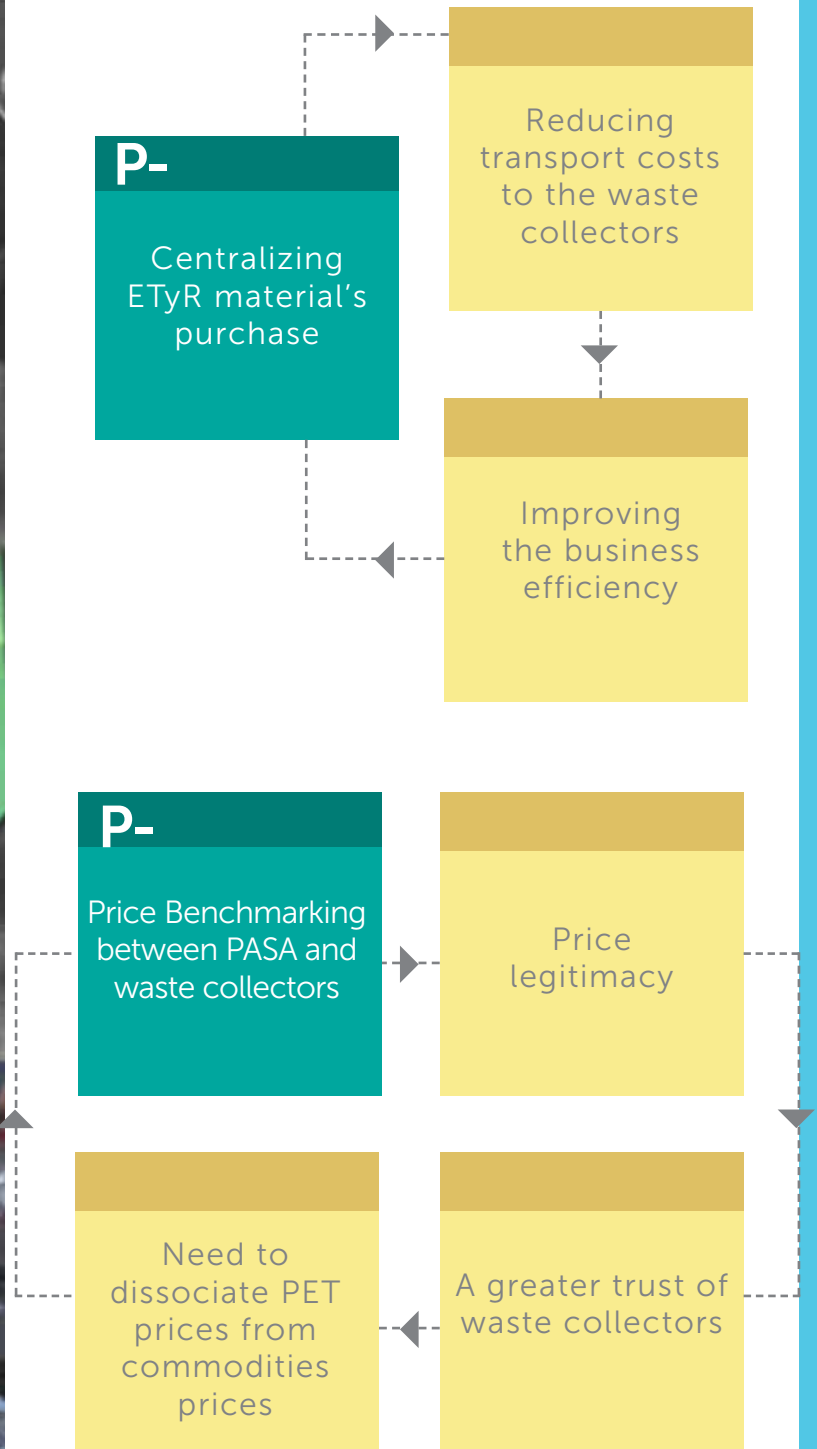 Reducing
transport costs
to the waste
collectors
P-
Centralizing
ETyR material's
purchase
Improving
the business
efficiency
P-
Price Benchmarking
between PASA and
waste collectors
Price
legitimacy
Need to
dissociate PET
prices from
commodities
prices
A greater trust of
waste collectors